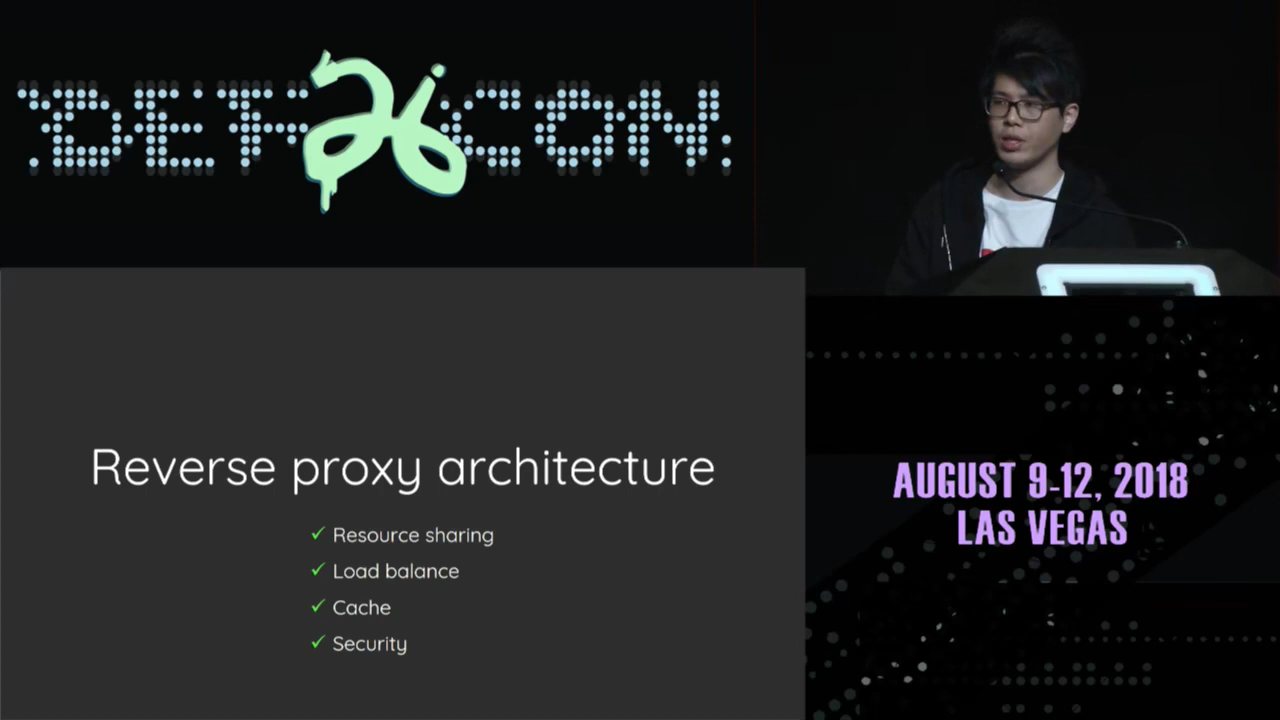 DEF 26 CON
Reverse proxy architecture
✓ Resource sharing
✓ Load balance
✓ Cache
✓ Security
AUGUST 9-12, 2018
LAS VEGAS